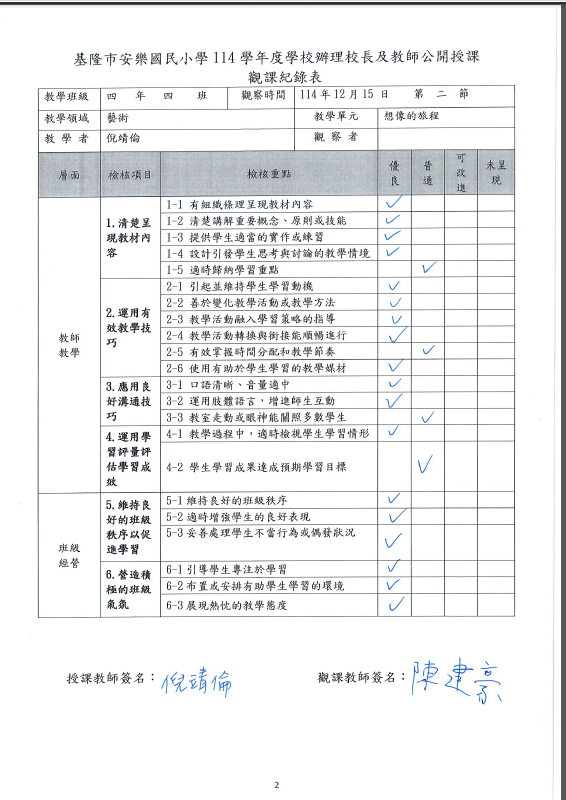 基隆市安樂國民小學 114 學年度學校辦理校長及教師公開授課
觀課紀錄表
教學班級 四 年 四 班 觀察時間 114 年 12 月 15 日 第 二 節
教學領域 藝術 教學單元 想像的旅程
教 學 者 倪靖倫 觀 察 者
層面 檢核項目 檢核重點 優良 普通 可改進 未呈現
教師教學
1.清楚呈現教材內容
1-1 有組織條理呈現教材內容 ✓
1-2 清楚講解重要概念、原則或技能 ✓
1-3 提供學生適當的實作或練習 ✓
1-4 設計引發學生思考與討論的教學情境 ✓
1-5 適時歸納學習重點 ✓
2.運用有效教學技巧
2-1 引起並維持學生學習動機 ✓
2-2 善於變化教學活動或教學方法 ✓
2-3 教學活動融入學習策略的指導 ✓
2-4 教學活動轉換與銜接能順暢進行 ✓
2-5 有效掌握時間分配和教學節奏 ✓
2-6 使用有助於學生學習的教學媒材 ✓
3.應用良好溝通技巧
3-1 口語清晰、音量適中 ✓
3-2 運用肢體語言，增進師生互動 ✓
3-3 教室走動或眼神能關照多數學生 ✓
4.運用學習評量評估學習成效
4-1 教學過程中，適時檢視學生學習情形 ✓
4-2 學生學習成果達成預期學習目標 ✓
班級經營
5.維持良好的班級秩序以促進學習
5-1 維持良好的班級秩序 ✓
5-2 適時增強學生的良好表現 ✓
5-3 妥善處理學生不當行為或偶發狀況 ✓
6.營造積極的班級氣氛
6-1 引導學生專注於學習 ✓
6-2 布置或安排有助學生學習的環境 ✓
6-3 展現熱忱的教學態度 ✓
授課教師簽名：倪靖倫 觀課教師簽名：陳建豪
2